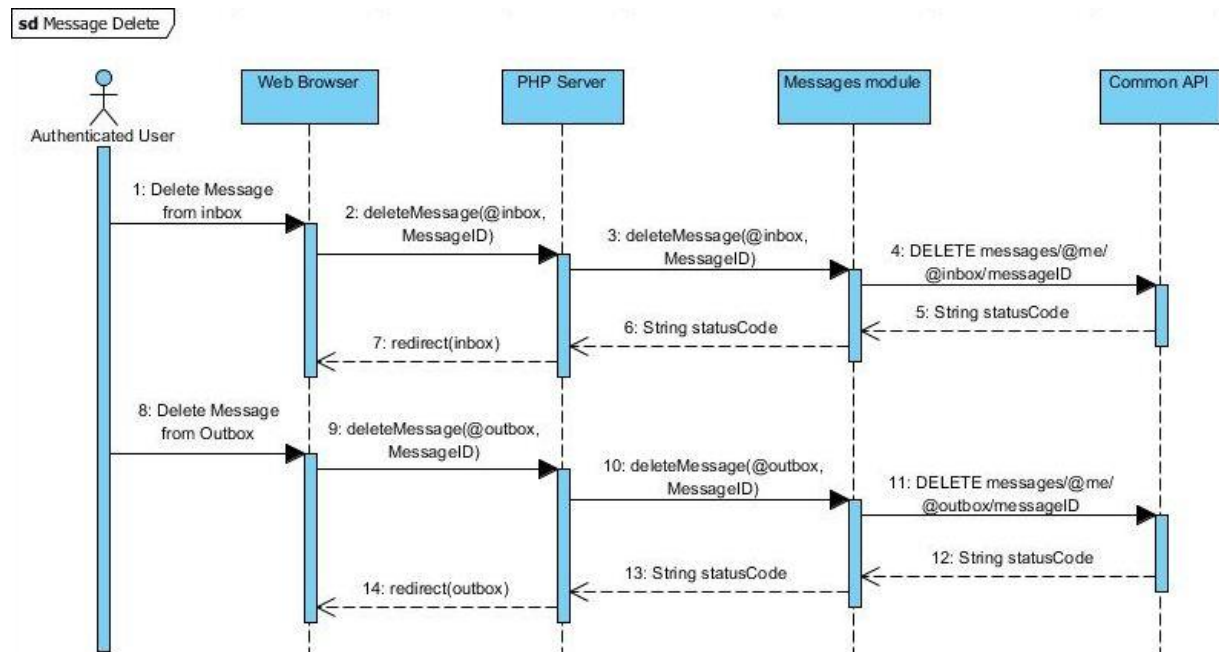 sd Message Delete
Web Browser
PHP Server
Messages module
Common API
Authenticated User
1: Delete Message
from inbox
2: deleteMessage(@inbox,
MessageID)
3: deleteMessage(@inbox,
MessageID)
4: DELETE messages/@me/
@inbox/messageID
5: String statusCode
6: String statusCode
7: redirect(inbox)
8: Delete Message
from Outbox
9: deleteMessage(@outbox,
MessageID)
10: deleteMessage(@outbox,
MessageID)
11: DELETE messages/@me/
@outbox/messageID
12: String statusCode
13: String statusCode
14: redirect(outbox)